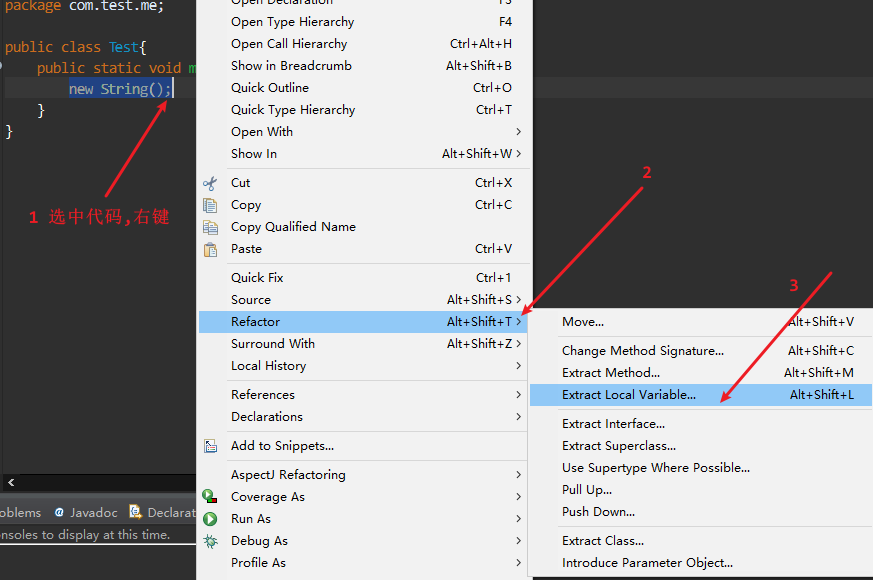 package com.test.me;
public class Test{
public static void m
new String();
}
}
1 选中代码,右键
Open Declaration F3
Open Type Hierarchy F4
Open Call Hierarchy Ctrl+Alt+H
Show in Breadcrumb Alt+Shift+B
Quick Outline Ctrl+O
Quick Type Hierarchy Ctrl+T
Open With
Show In Alt+Shift+W
Cut Ctrl+X
Copy Ctrl+C
Copy Qualified Name
Paste Ctrl+V
Quick Fix Ctrl+1
Source Alt+Shift+S
Refactor Alt+Shift+T
Surround With Alt+Shift+Z
Local History
References
Declarations
Add to Snippets...
AspectJ Refactoring
Coverage As
Run As
Debug As
Profile As
2
3
Move... Alt+Shift+V
Change Method Signature... Alt+Shift+C
Extract Method... Alt+Shift+M
Extract Local Variable... Alt+Shift+L
Extract Interface...
Extract Superclass...
Use Supertype Where Possible...
Pull Up...
Push Down...
Extract Class...
Introduce Parameter Object...
oblems @ Javadoc Declarat
nsoles to display at this time.